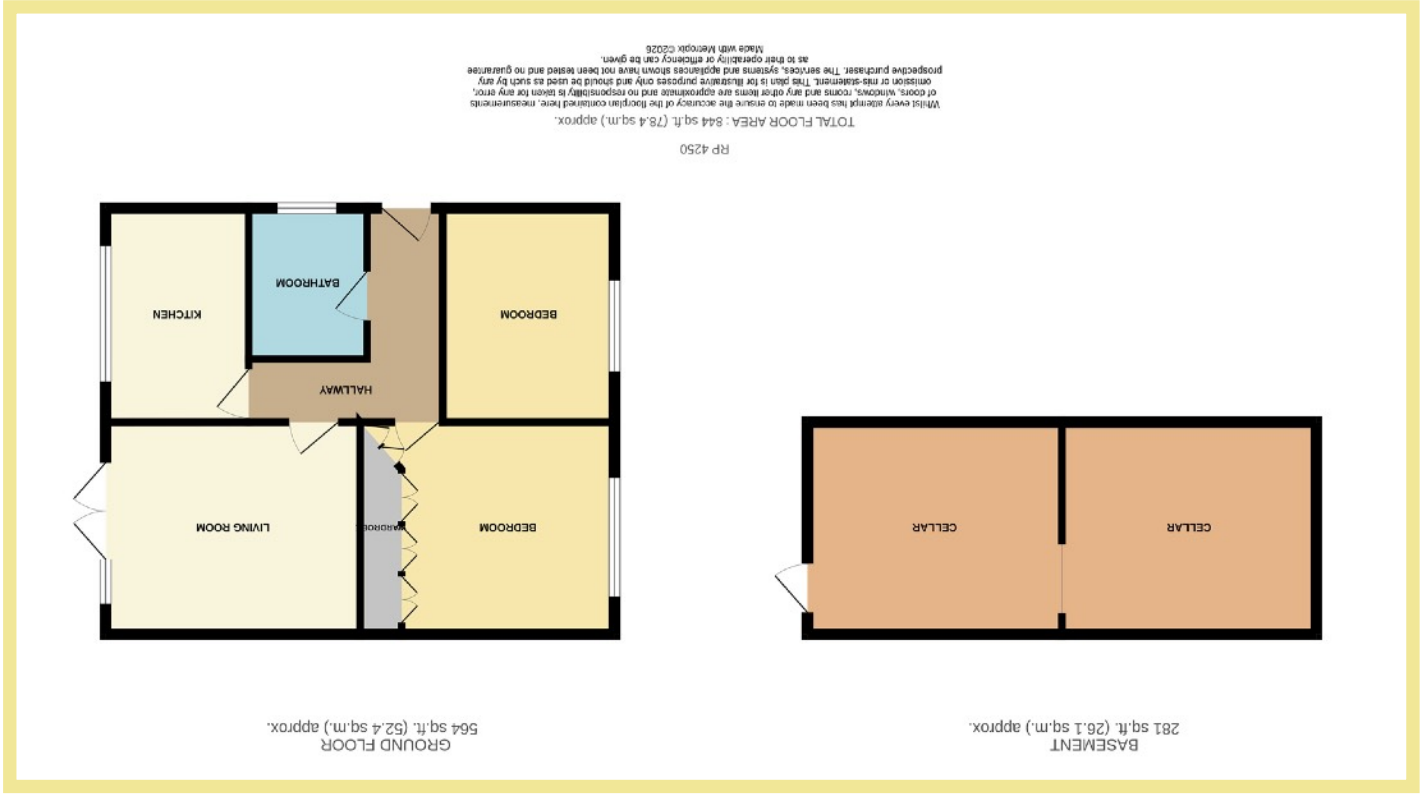 BASEMENT
281 sq.ft. (26.1 sq.m.) approx.
GROUND FLOOR
564 sq.ft. (52.4 sq.m.) approx.
CELLAR
CELLAR
BEDROOM
LIVING ROOM
HALLWAY
BEDROOM
BATHROOM
KITCHEN
RP 4250
TOTAL FLOOR AREA : 844 sq.ft. (78.4 sq.m.) approx.
Whilst every attempt has been made to ensure the accuracy of the floorplan contained here, measurements
of doors, windows, rooms and any other items are approximate and no responsibility is taken for any error,
omission or mis-statement. This plan is for illustrative purposes only and should be used as such by any
prospective purchaser. The services, systems and appliances shown have not been tested and no guarantee
as to their operability or efficiency can be given.
Made with Metropix ©2026